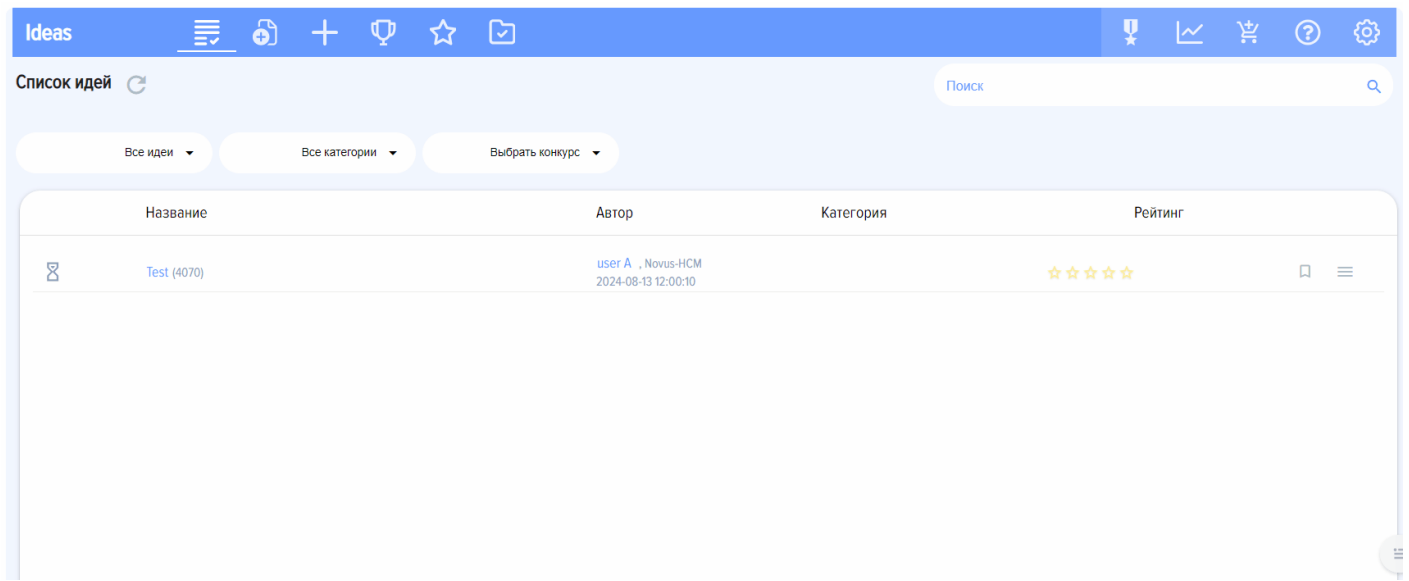 Ideas
Список идей
Поиск
Все идеи
Все категории
Выбрать конкурс
Название
Автор
Категория
Рейтинг
Test (4070)
user A , Novus-HCM
2024-08-13 12:00:10